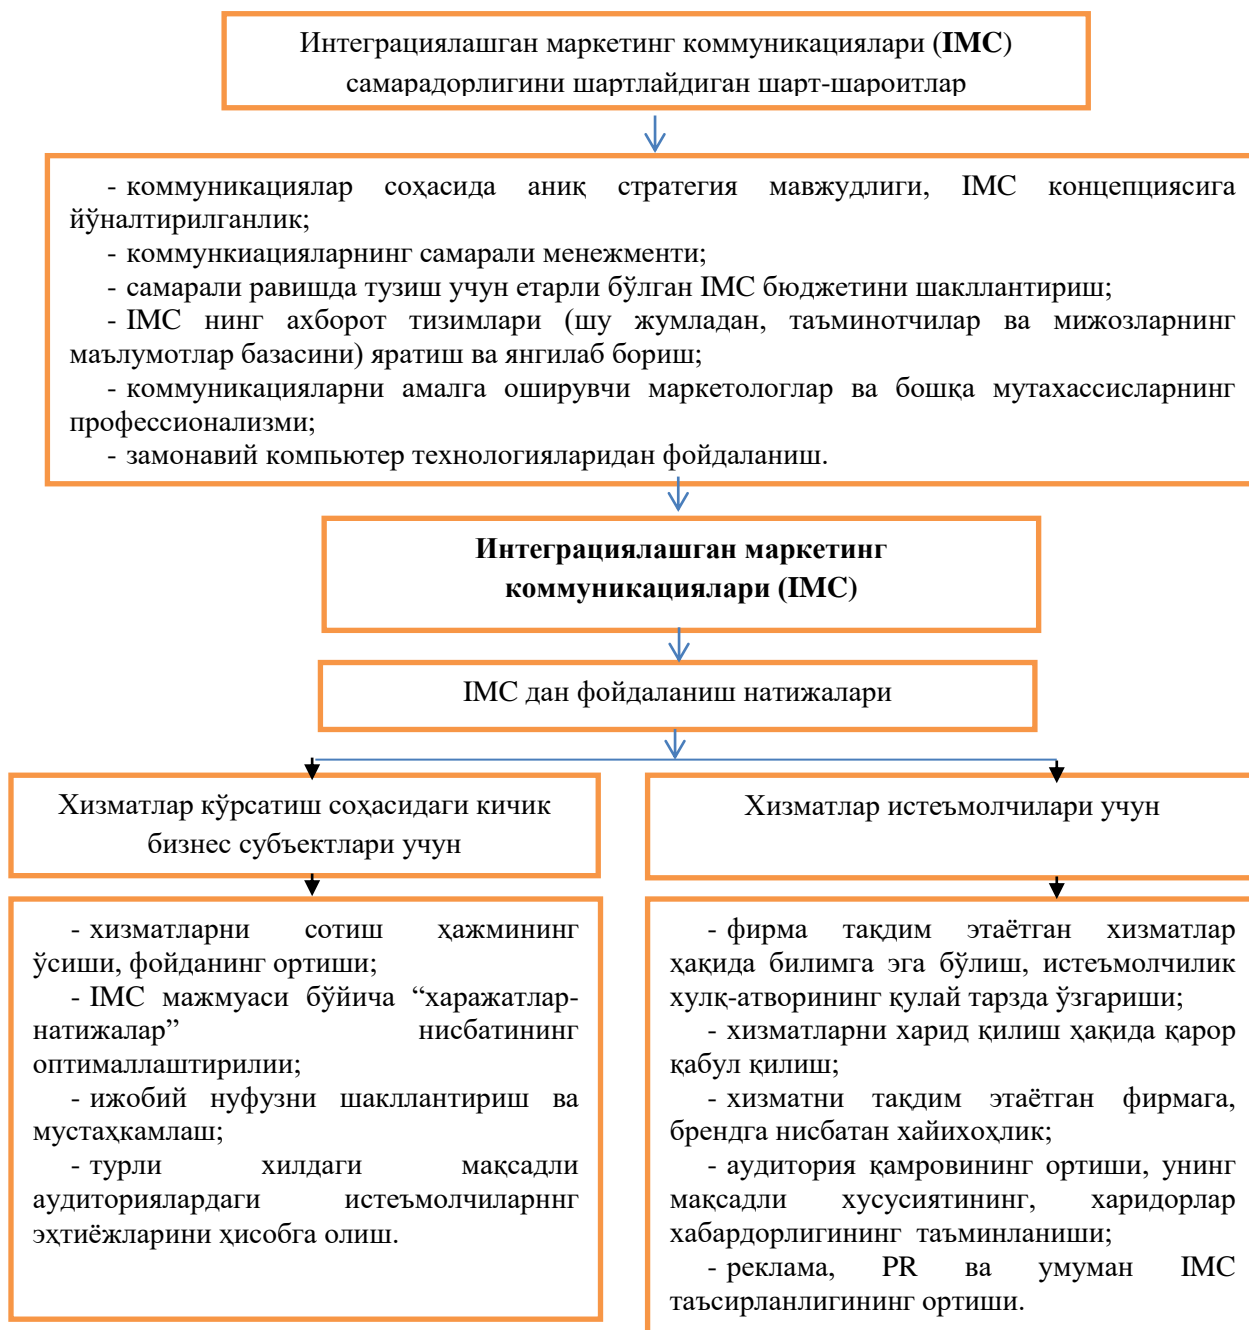 Интеграциялашган маркетинг коммуникациялари (IMC)
самарадорлигини шартлайдиган шарт-шароитлар
- коммуникациялар соҳасида аниқ стратегия мавжудлиги, IMC концепциясига
йўналтирилганлик;
- коммункиацияларнинг самарали менежменти;
- самарали равишда тузиш учун етарли бўлган IMC бюджетини шакллантириш;
- IMC нинг ахборот тизимлари (шу жумладан, таъминотчилар ва мижозларнинг
маълумотлар базасини) яратиш ва янгилаб бориш;
- коммуникацияларни амалга оширувчи маркетологлар ва бошқа мутахассисларнинг
профессионализми;
- замонавий компьютер технологияларидан фойдаланиш.
Интеграциялашган маркетинг
коммуникациялари (IMC)
IMC дан фойдаланиш натижалари
Хизматлар кўрсатиш соҳасидаги кичик
бизнес субъектлари учун
- хизматларни сотиш ҳажмининг
ўсиши, фойданинг ортиши;
- IMC мажмуаси бўйича “харажатлар-
натижалар” нисбатининг
оптималлаштирилии;
- ижобий нуфузни шакллантириш ва
мустаҳкамлаш;
- турли хилдаги мақсадли
аудиториялардаги истеъмолчиларннг
эҳтиёжларини ҳисобга олиш.
Хизматлар истеъмолчилари учун
- фирма тақдим этаётган хизматлар
ҳақида билимга эга бўлиш, истеъмолчилик
хулқ-атворининг қулай тарзда ўзгариши;
- хизматларни харид қилиш ҳақида қарор
қабул қилиш;
- хизматни тақдим этаётган фирмага,
брендга нисбатан хайихоҳлик;
- аудитория қамровининг ортиши, унинг
мақсадли хусусиятининг, харидорлар
хабардорлигининг таъминланиши;
- реклама, PR ва умуман IMC
таъсирланлигининг ортиши.